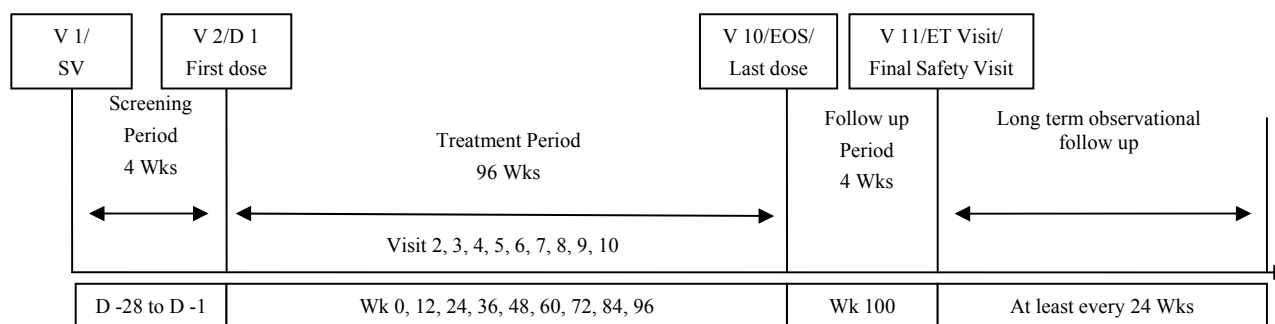 V 1/
SV
V 2/D 1
First dose
V 10/EOS/
Last dose
V 11/ET Visit/
Final Safety Visit
Screening
Period
4 Wks
Treatment Period
96 Wks
Follow up
Period
4 Wks
Long term observational
follow up
Visit 2, 3, 4, 5, 6, 7, 8, 9, 10
D -28 to D -1
Wk 0, 12, 24, 36, 48, 60, 72, 84, 96
Wk 100
At least every 24 Wks